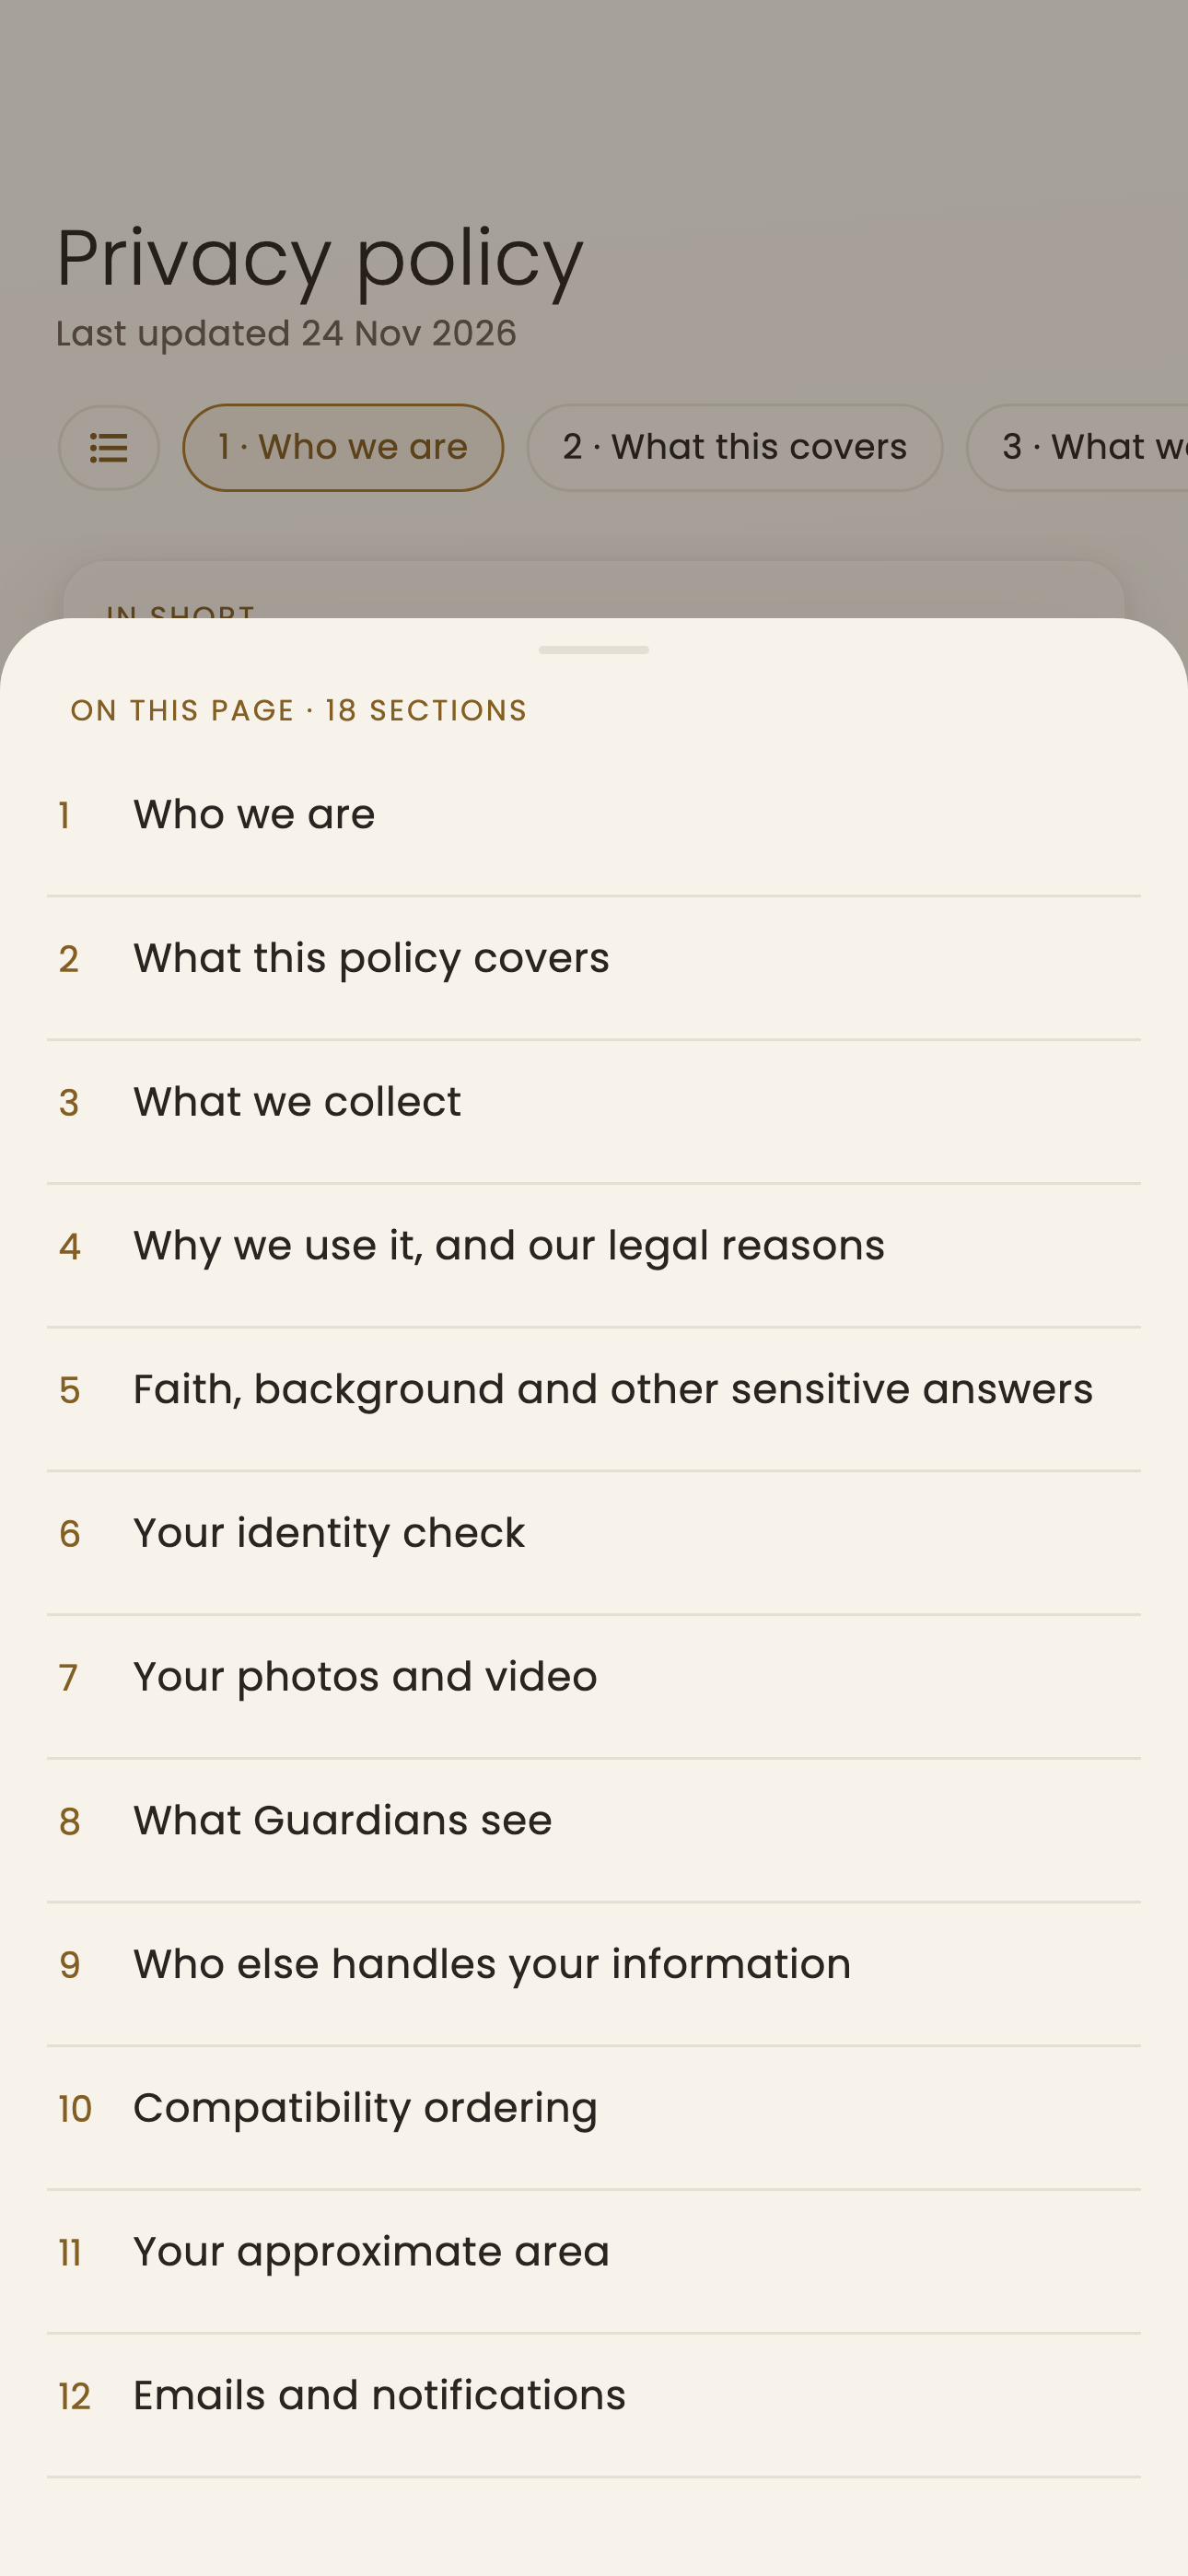 Privacy policy
Last updated 24 Nov 2026
1 · Who we are
2 · What this covers
3 · What
IN SHORT
ON THIS PAGE · 18 SECTIONS
1 Who we are
2 What this policy covers
3 What we collect
4 Why we use it, and our legal reasons
5 Faith, background and other sensitive answers
6 Your identity check
7 Your photos and video
8 What Guardians see
9 Who else handles your information
10 Compatibility ordering
11 Your approximate area
12 Emails and notifications